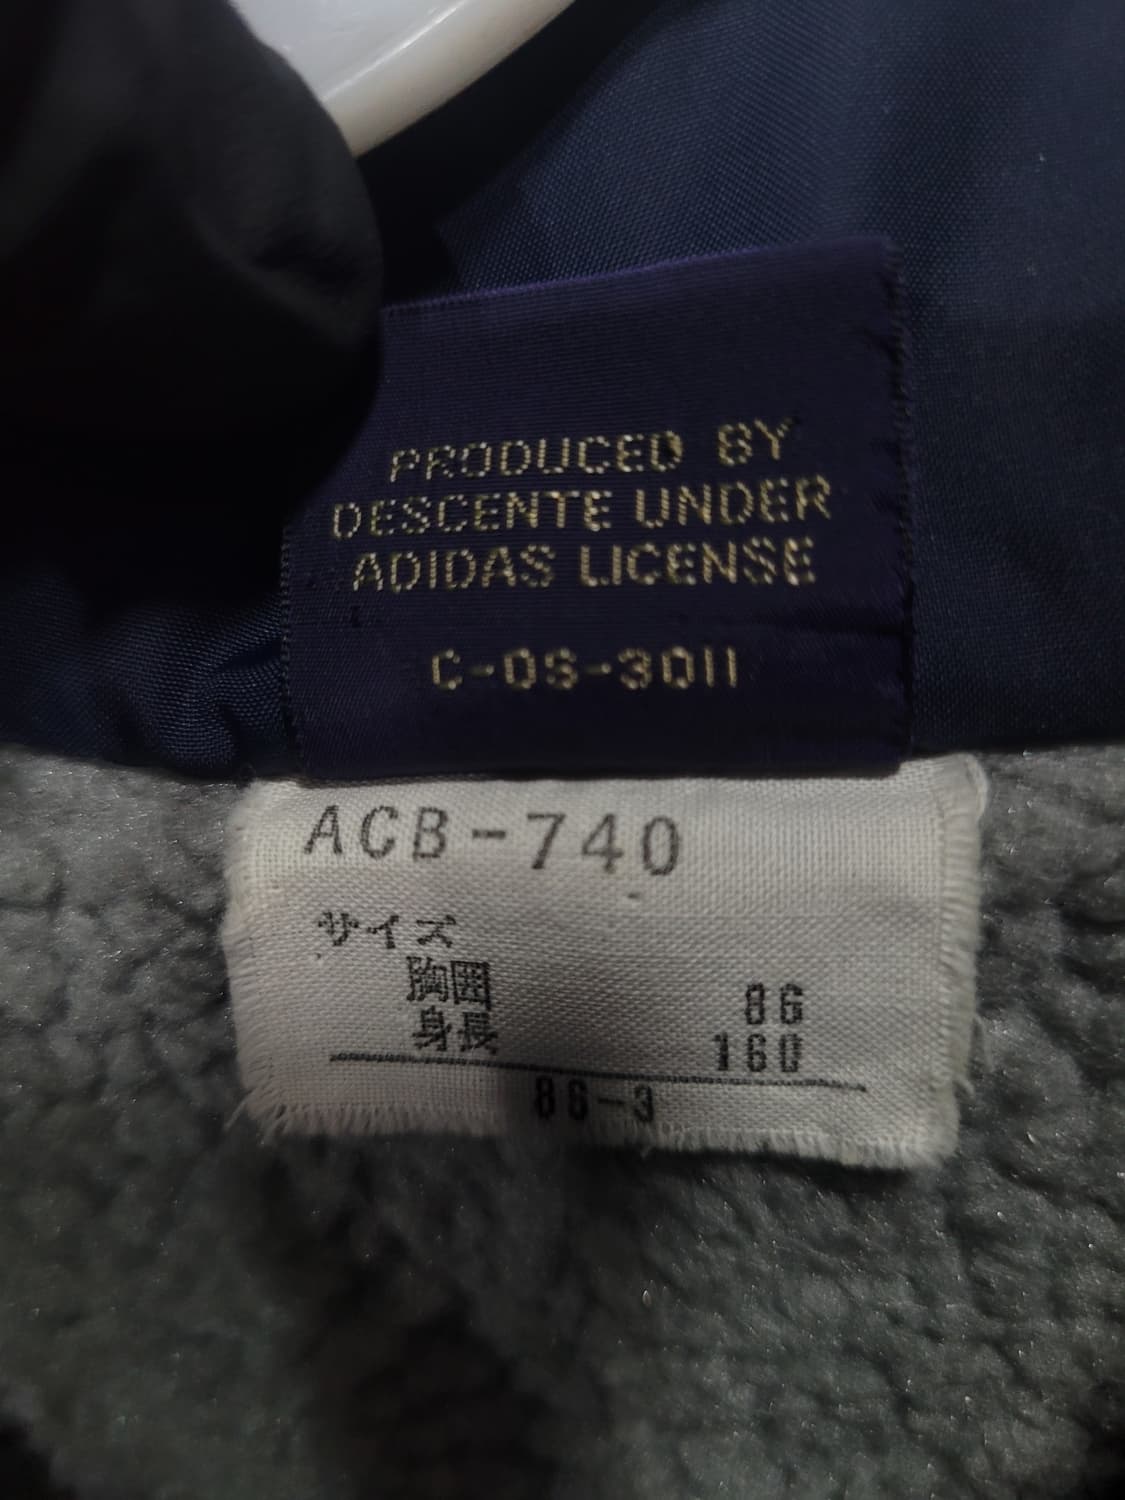 PRODUCED BY
DESCENTE UNDER
ADIDAS LICENSE
C-OS-3011
ACB-740
サイズ
胸囲 86
身長 160
86-3